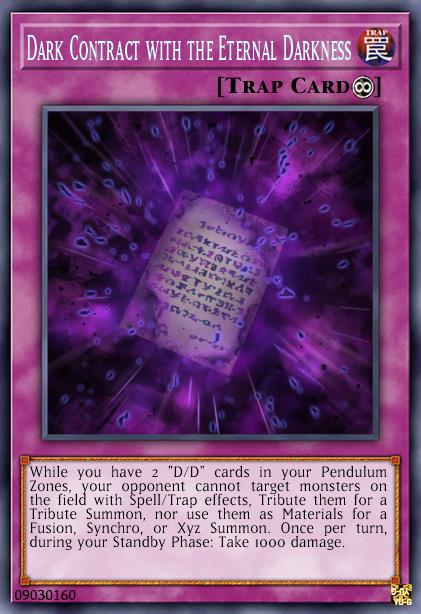 Dark Contract with the Eternal Darkness
TRAP
罠
[Trap Card]
While you have 2 "D/D" cards in your Pendulum
Zones, your opponent cannot target monsters on
the field with Spell/Trap effects, Tribute them for a
Tribute Summon, nor use them as Materials for a
Fusion, Synchro, or Xyz Summon. Once per turn,
during your Standby Phase: Take 1000 damage.
09030160